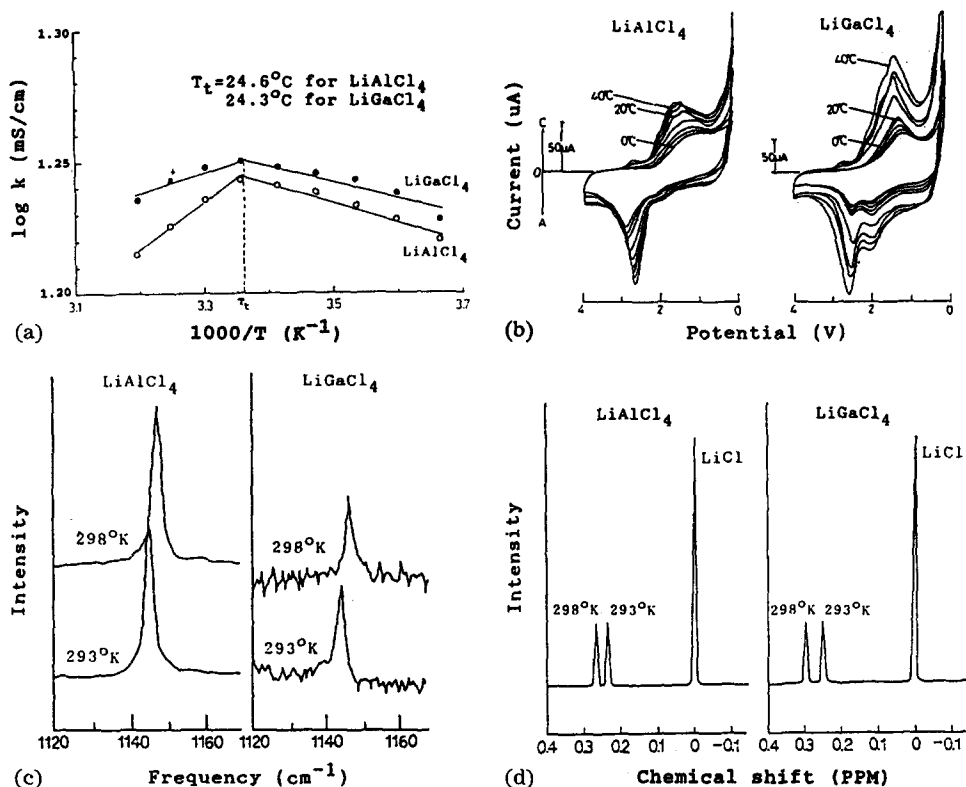 1.30
1.25
1.20
log k (mS/cm)
T_t=24.6°C for LiAlCl4
24.3°C for LiGaCl4
LiGaCl4
LiAlCl4
3.1
3.3
T_t
3.5
3.7
(a)
1000/T (K⁻¹)
LiAlCl4
LiGaCl4
Current (uA)
C
50μA
0
A
40°C
20°C
0°C
50μA
40°C
20°C
0°C
4
2
0
4
2
0
(b)
Potential (V)
LiAlCl4
LiGaCl4
Intensity
298°K
293°K
298°K
293°K
1120
1140
1160
1120
1140
1160
(c)
Frequency (cm⁻¹)
LiAlCl4
LiGaCl4
LiCl
LiCl
Intensity
298°K
293°K
298°K
293°K
0.4
0.3
0.2
0.1
0
-0.1
0.4
0.3
0.2
0.1
0
-0.1
(d)
Chemical shift (PPM)